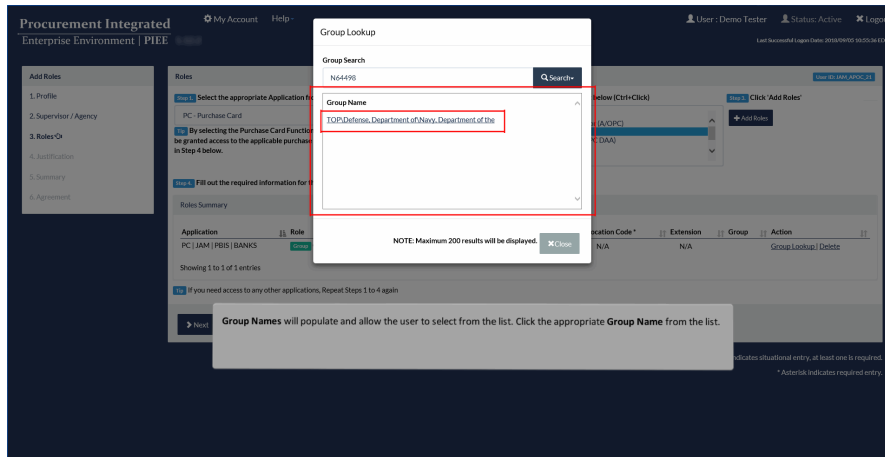 Procurement Integrated
Enterprise Environment | PIEE
My Account
Help
User : Demo Tester
Status: Active
Logo
Last Successful Logon Date: 2018/09/05 10:55:36 ED
Group Lookup
Group Search
N64498
Search
Group Name
TOP\Defense, Department of\Navy, Department of the
NOTE: Maximum 200 results will be displayed.
Close
Add Roles
1. Profile
2. Supervisor / Agency
3. Roles
4. Justification
5. Summary
6. Agreement
Roles
User ID: JAM_APOC_21
Step 1. Select the appropriate Application fro
below (Ctrl+Click)
Step 3. Click 'Add Roles'
PC - Purchase Card
or (A/OPC)
Add Roles
Tip By selecting the Purchase Card Function
PC DAA)
be granted access to the applicable purchase
in Step 4 below.
Step 4. Fill out the required information for th
Roles Summary
Application
Role
ocation Code *
Extension
Group
Action
PC | JAM | PBIS | BANKS
Group
N/A
N/A
Group Lookup | Delete
Showing 1 to 1 of 1 entries
Tip If you need access to any other applications, Repeat Steps 1 to 4 again
Next
Group Names will populate and allow the user to select from the list. Click the appropriate Group Name from the list.
indicates situational entry, at least one is required.
* Asterisk indicates required entry.